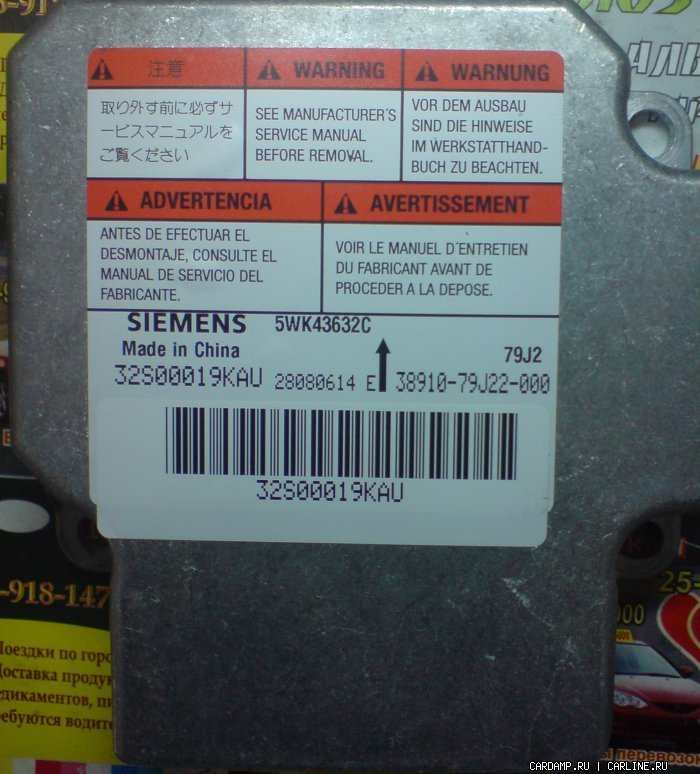 注意
取り外す前に必ずサ
ービスマニュアルを
ご覧ください
WARNING
SEE MANUFACTURER'S
SERVICE MANUAL
BEFORE REMOVAL.
WARNUNG
VOR DEM AUSBAU
SIND DIE HINWEISE
IM WERKSTATTHAND-
BUCH ZU BEACHTEN.
ADVERTENCIA
ANTES DE EFECTUAR EL
DESMONTAJE, CONSULTE EL
MANUAL DE SERVICIO DEL
FABRICANTE.
AVERTISSEMENT
VOIR LE MANUEL D'ENTRETIEN
DU FABRICANT AVANT DE
PROCEDER A LA DEPOSE.
SIEMENS 5WK43632C
Made in China 79J2
32S00019KAU 28080614 E 38910-79J22-000
32S00019KAU
-918-147
Поездки по горо
Доставка продук
едикаментов, пи
ребуются водите
25-
000
ы перевозо
CARDAMP.RU | CARLINE.RU